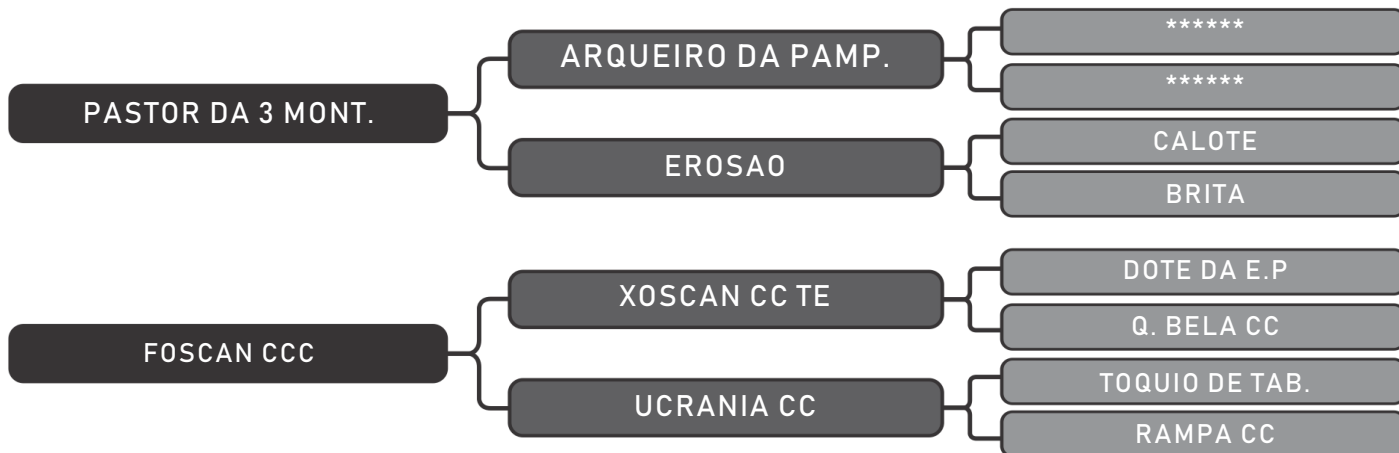 PASTOR DA 3 MONT.
ARQUEIRO DA PAMP.
******
******
EROSAO
CALOTE
BRITA
FOSCAN CCC
XOSCAN CC TE
DOTE DA E.P
Q. BELA CC
UCRANIA CC
TOQUIO DE TAB.
RAMPA CC